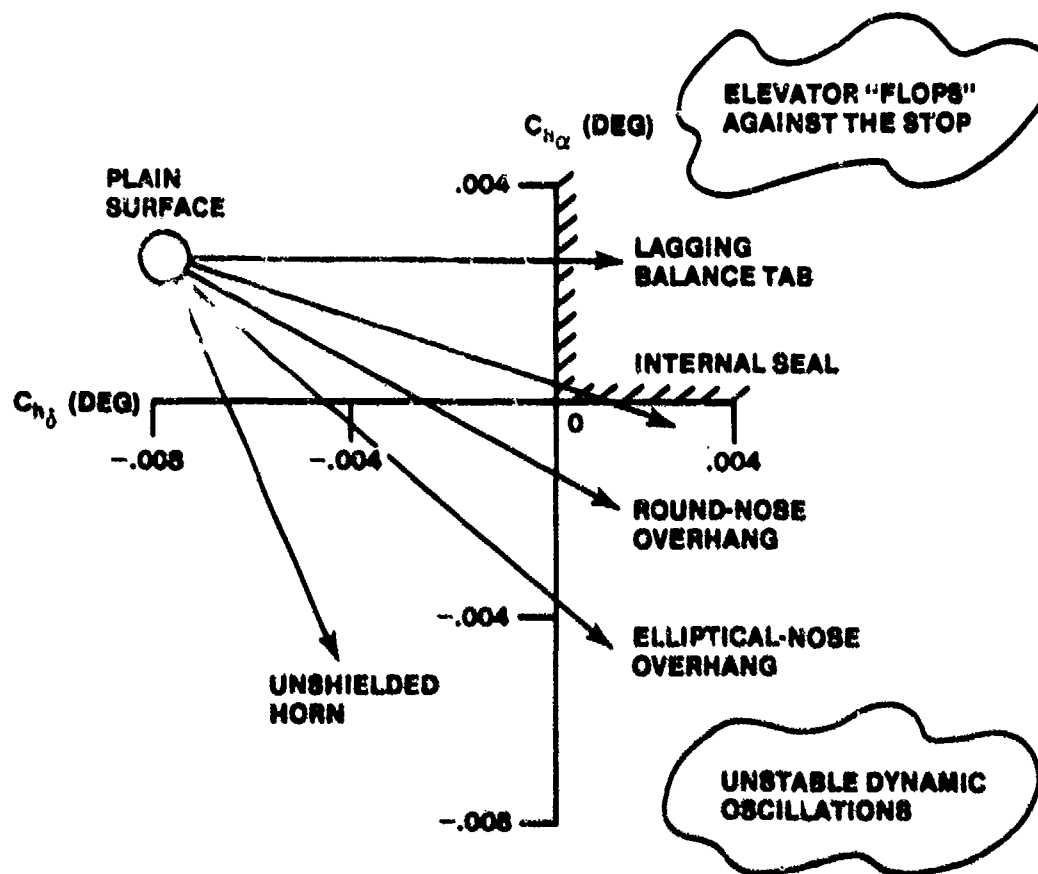 ELEVATOR "FLOPS"
AGAINST THE STOP
C_hα (DEG)
PLAIN
SURFACE
.004
LAGGING
BALANCE TAB
INTERNAL SEAL
C_hδ (DEG)
0
-.008
-.004
.004
ROUND-NOSE
OVERHANG
-.004
ELLIPTICAL-NOSE
OVERHANG
UNSHIELDED
HORN
UNSTABLE DYNAMIC
OSCILLATIONS
-.008